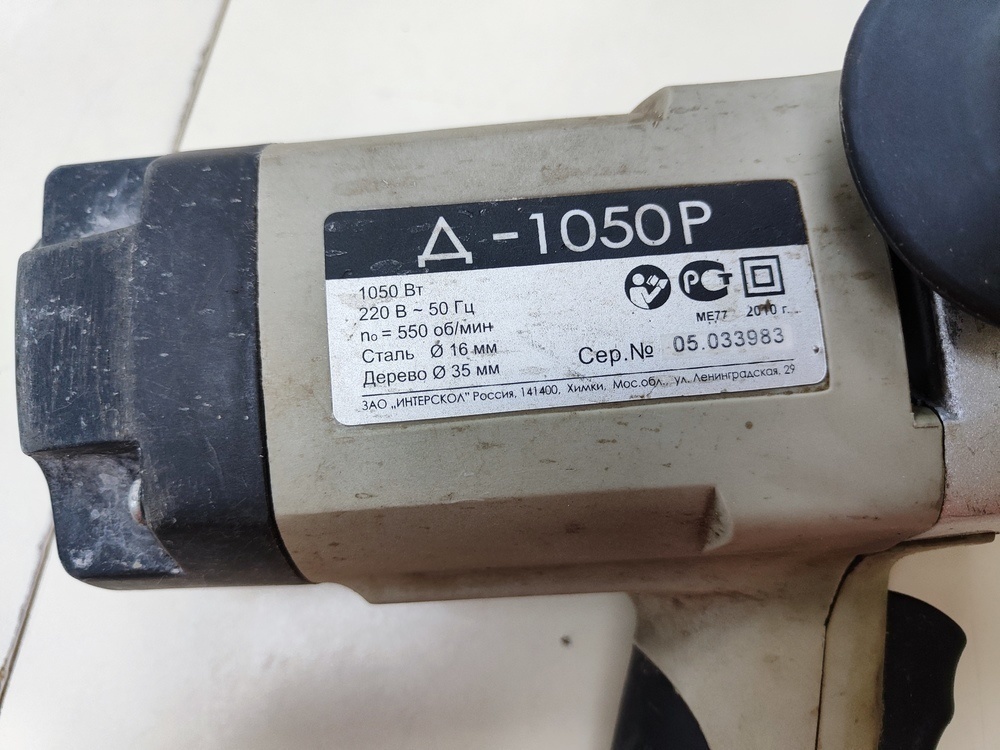 Д-1050Р
1050 Вт
220 В ~ 50 Гц
n₀ = 550 об/мин
Сталь Ø 16 мм
Дерево Ø 35 мм
РСТ
МЕ77 2010 г.
Сер.№ 05.033983
ЗАО „ИНТЕРСКОЛ" Россия, 141400, Химки, Мос.обл., ул. Ленинградская, 29